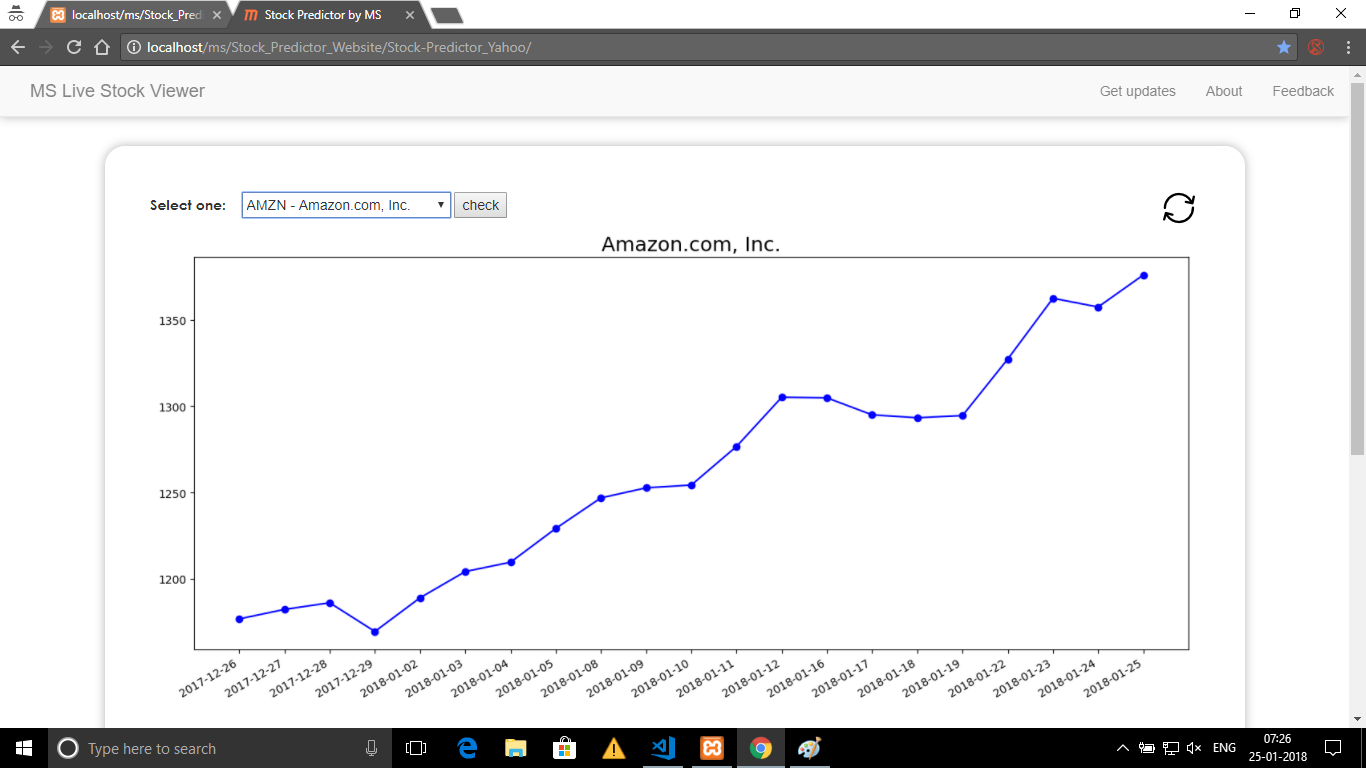 localhost/ms/Stock_Pred
Stock Predictor by MS
localhost/ms/Stock_Predictor_Website/Stock-Predictor_Yahoo/
MS Live Stock Viewer
Get updates
About
Feedback
Select one:
AMZN - Amazon.com, Inc.
check
Amazon.com, Inc.
1350
1300
1250
1200
2017-12-26
2017-12-27
2017-12-28
2017-12-29
2018-01-02
2018-01-03
2018-01-04
2018-01-05
2018-01-08
2018-01-09
2018-01-10
2018-01-11
2018-01-12
2018-01-16
2018-01-17
2018-01-18
2018-01-19
2018-01-22
2018-01-23
2018-01-24
2018-01-25
Type here to search
ENG
07:26
25-01-2018